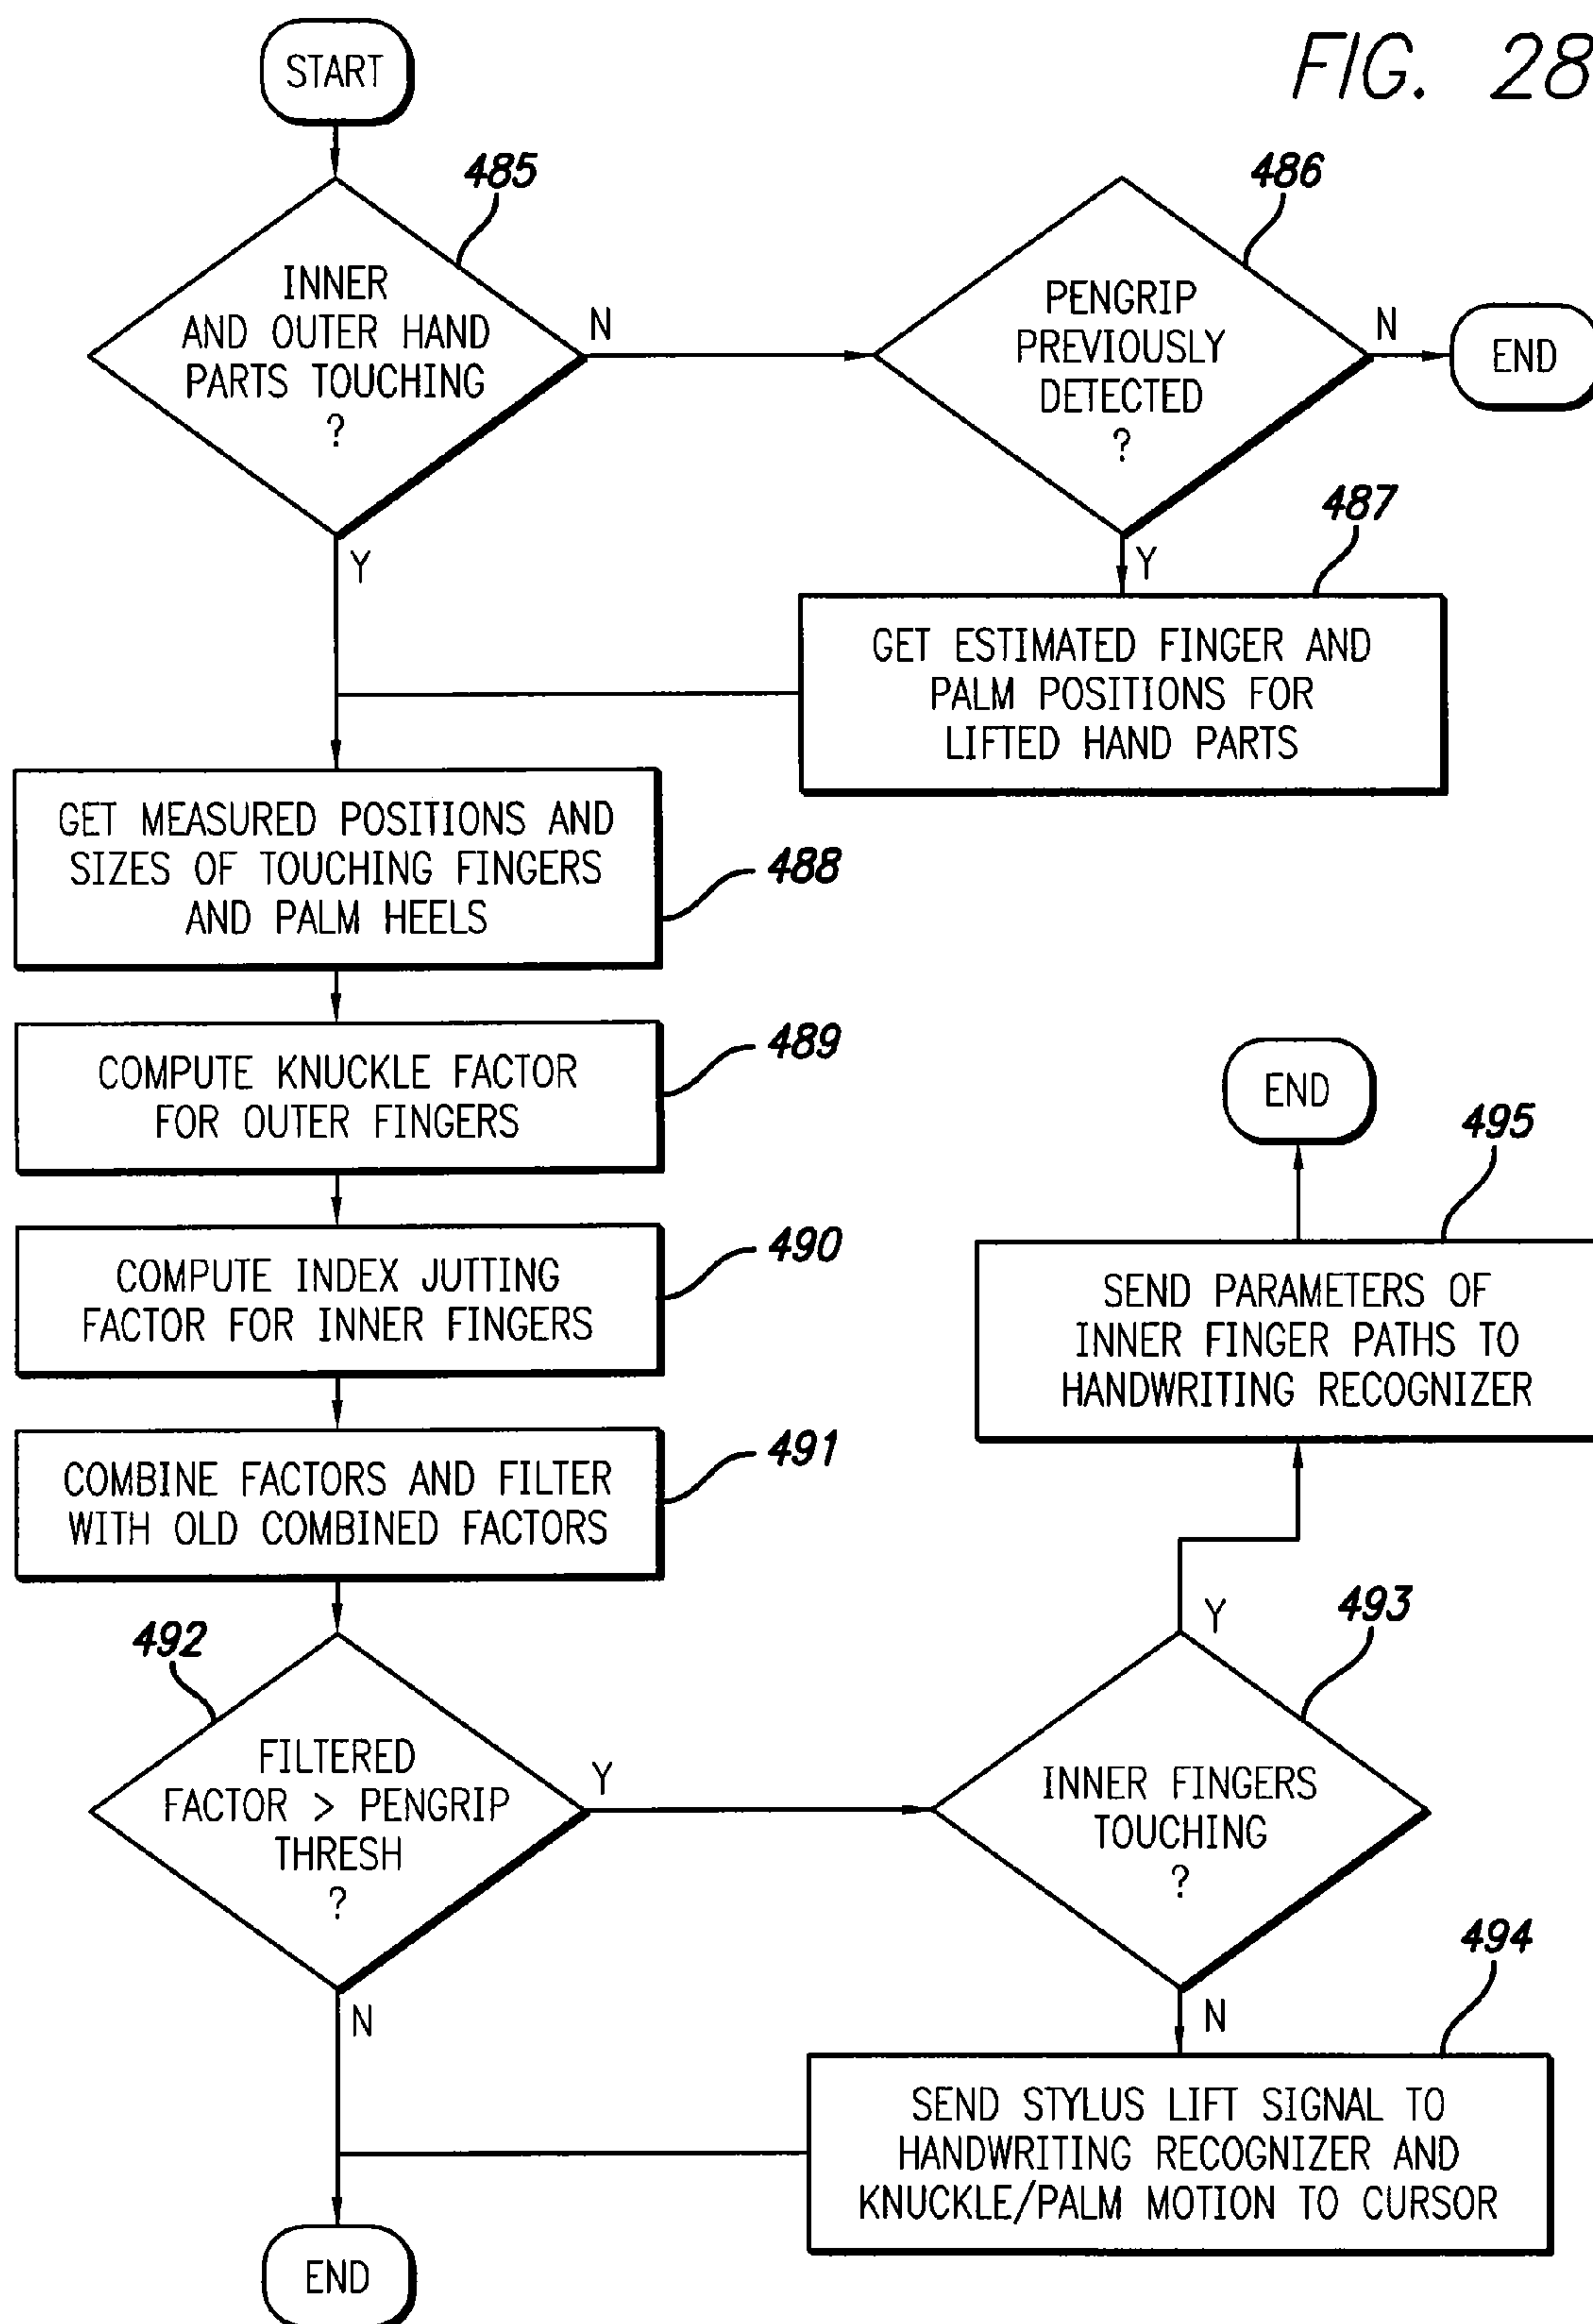 FIG. 28
START
485
INNER
AND OUTER HAND
PARTS TOUCHING
?
N
Y
486
PENGRIP
PREVIOUSLY
DETECTED
?
N
END
Y
487
GET ESTIMATED FINGER AND
PALM POSITIONS FOR
LIFTED HAND PARTS
GET MEASURED POSITIONS AND
SIZES OF TOUCHING FINGERS
AND PALM HEELS
488
COMPUTE KNUCKLE FACTOR
FOR OUTER FINGERS
489
COMPUTE INDEX JUTTING
FACTOR FOR INNER FINGERS
490
COMBINE FACTORS AND FILTER
WITH OLD COMBINED FACTORS
491
492
FILTERED
FACTOR > PENGRIP
THRESH
?
Y
N
END
495
SEND PARAMETERS OF
INNER FINGER PATHS TO
HANDWRITING RECOGNIZER
Y
493
INNER FINGERS
TOUCHING
?
N
494
SEND STYLUS LIFT SIGNAL TO
HANDWRITING RECOGNIZER AND
KNUCKLE/PALM MOTION TO CURSOR
END